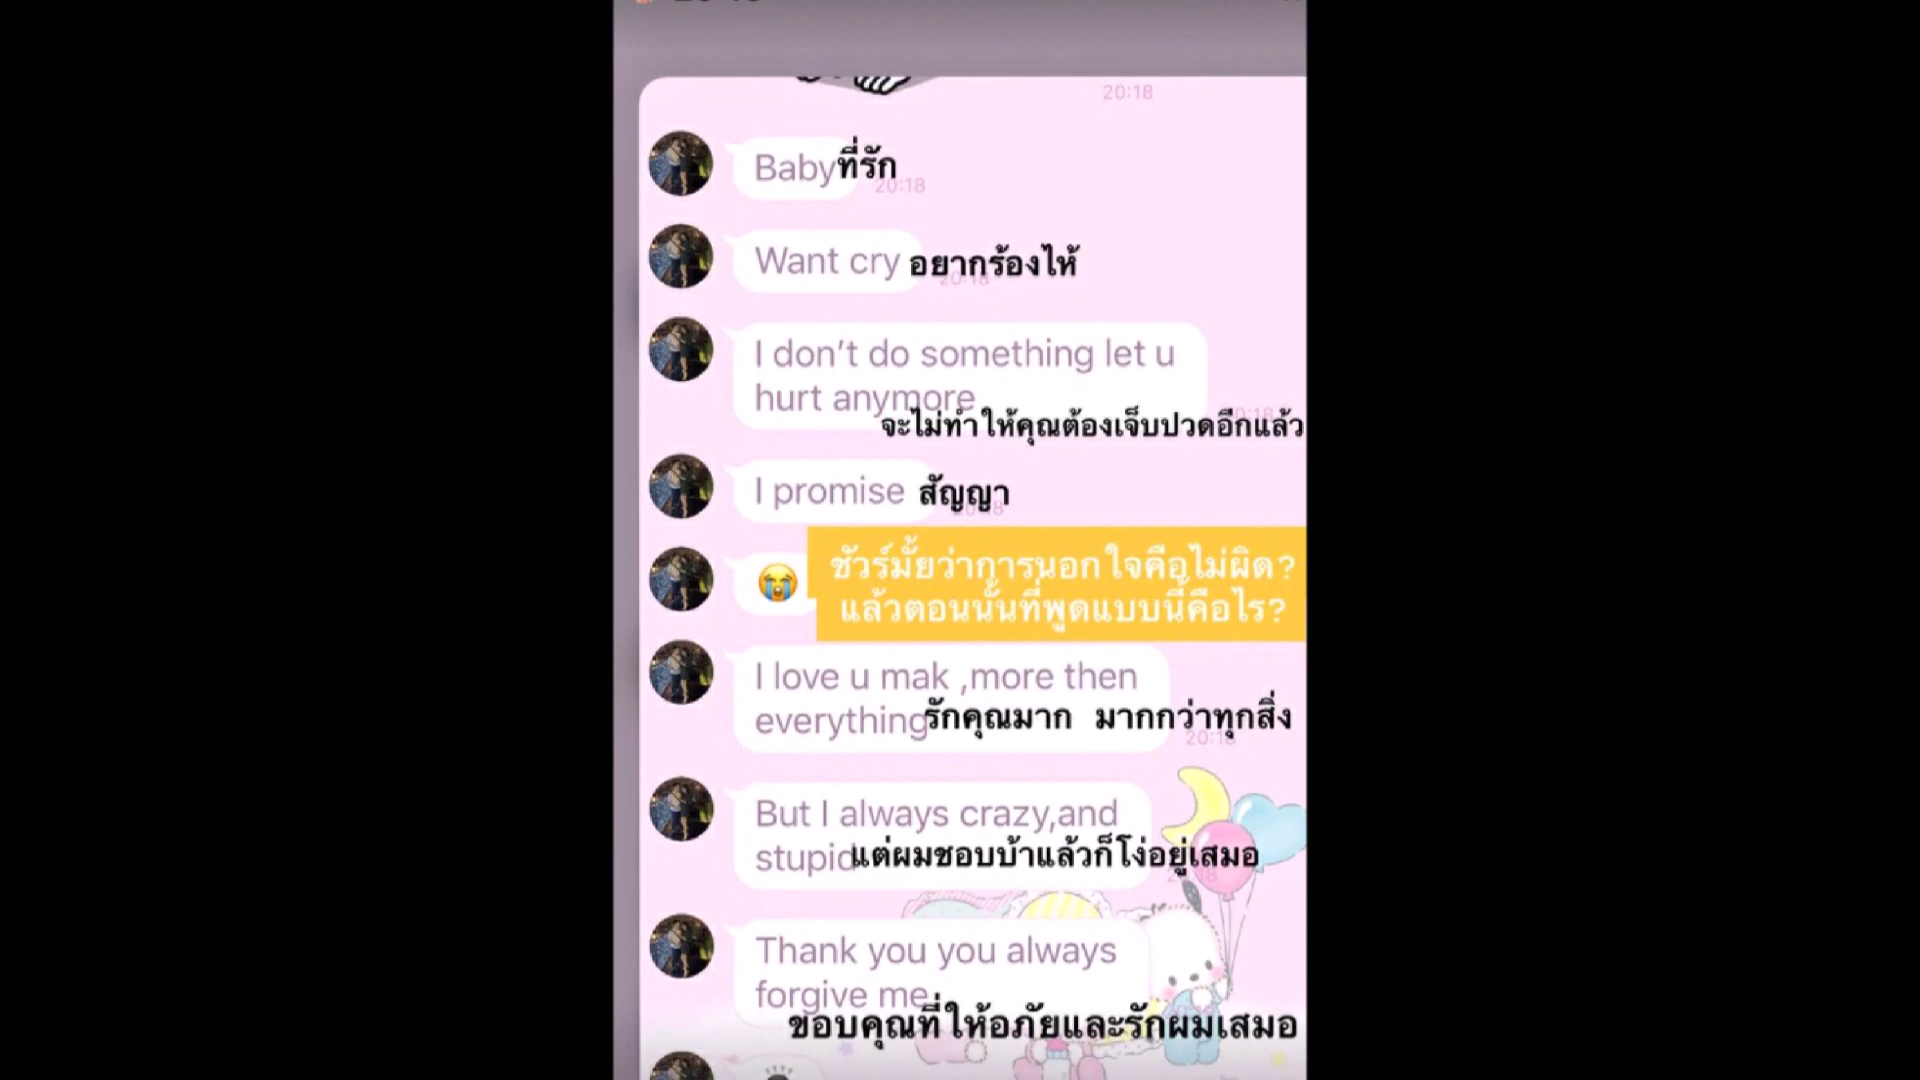 20:18
Babyที่รัก
20:18
Want cry อยากร้องไห้
20:18
I don't do something let u
hurt anymore
20:18
จะไม่ทำให้คุณต้องเจ็บปวดอีกแล้ว
I promise สัญญา
20:18
ชัวร์มั้ยว่าการนอกใจคือไม่ผิด?
แล้วตอนนั้นที่พูดแบบนี้คือไร?
I love u mak ,more then
everythingรักคุณมาก มากกว่าทุกสิ่ง
20:18
But I always crazy,and
stupidแต่ผมชอบบ้าแล้วก็โง่อยู่เสมอ
20:18
Thank you you always
forgive me
ขอบคุณที่ให้อภัยและรักผมเสมอ